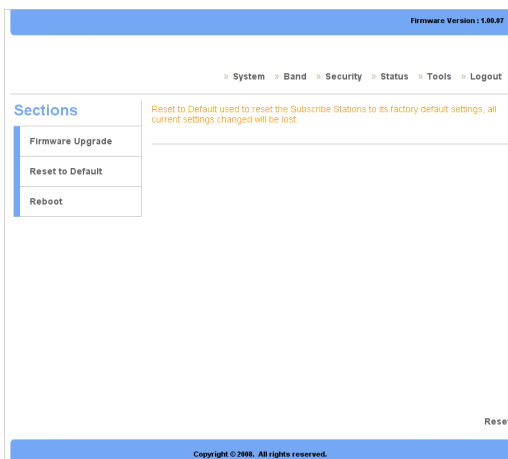 Firmware Version : 1.00.07
» System » Band » Security » Status » Tools » Logout
Sections
Firmware Upgrade
Reset to Default
Reboot
Reset to Default used to reset the Subscribe Stations to its factory default settings, all
current settings changed will be lost.
Reset
Copyright © 2008. All rights reserved.